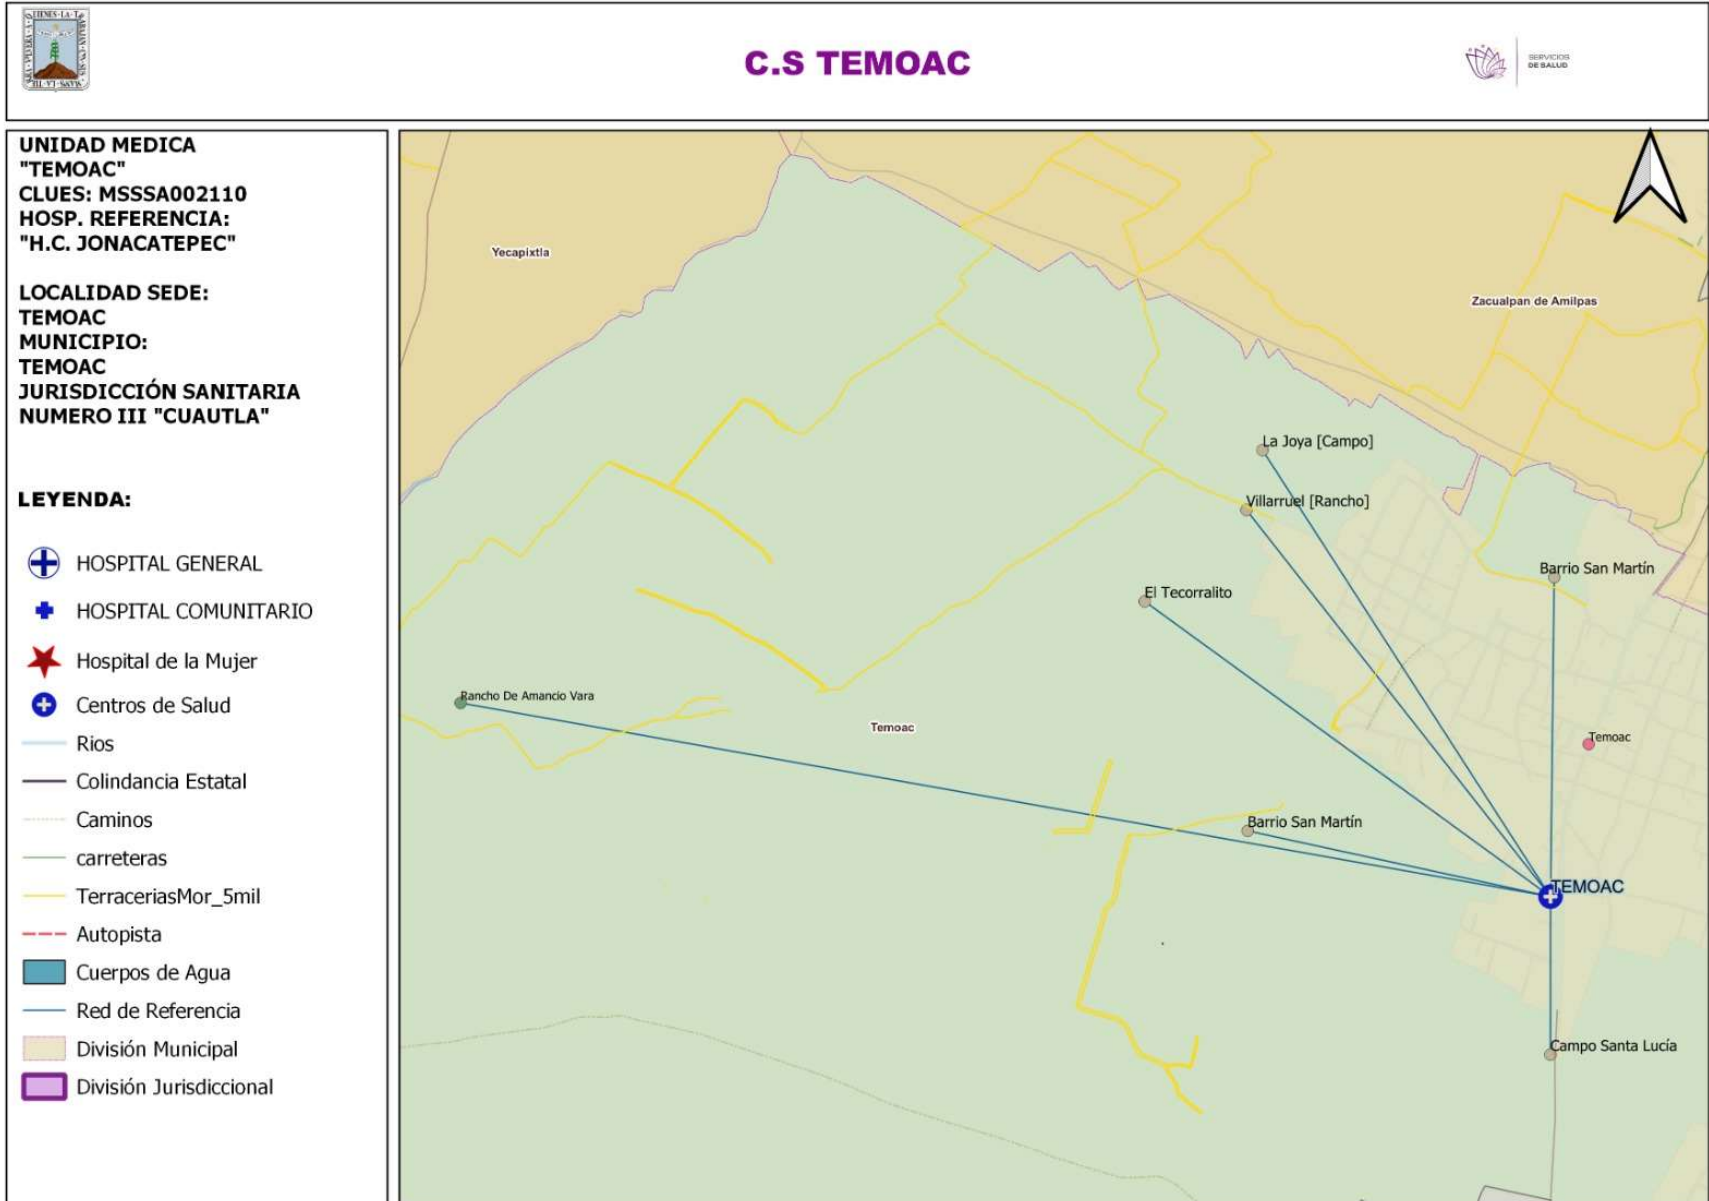 C.S TEMOAC
SERVICIOS
DE SALUD
UNIDAD MEDICA
"TEMOAC"
CLUES: MSSSA002110
HOSP. REFERENCIA:
"H.C. JONACATEPEC"
LOCALIDAD SEDE:
TEMOAC
MUNICIPIO:
TEMOAC
JURISDICCIÓN SANITARIA
NUMERO III "CUAUTLA"
LEYENDA:
HOSPITAL GENERAL
HOSPITAL COMUNITARIO
Hospital de la Mujer
Centros de Salud
Rios
Colindancia Estatal
Caminos
carreteras
TerraceriasMor_5mil
Autopista
Cuerpos de Agua
Red de Referencia
División Municipal
División Jurisdiccional
Yecapixtla
Zacualpan de Amilpas
La Joya [Campo]
Villarruel [Rancho]
Barrio San Martín
El Tecorralito
Rancho De Amancio Vara
Temoac
Temoac
Barrio San Martín
TEMOAC
Campo Santa Lucía